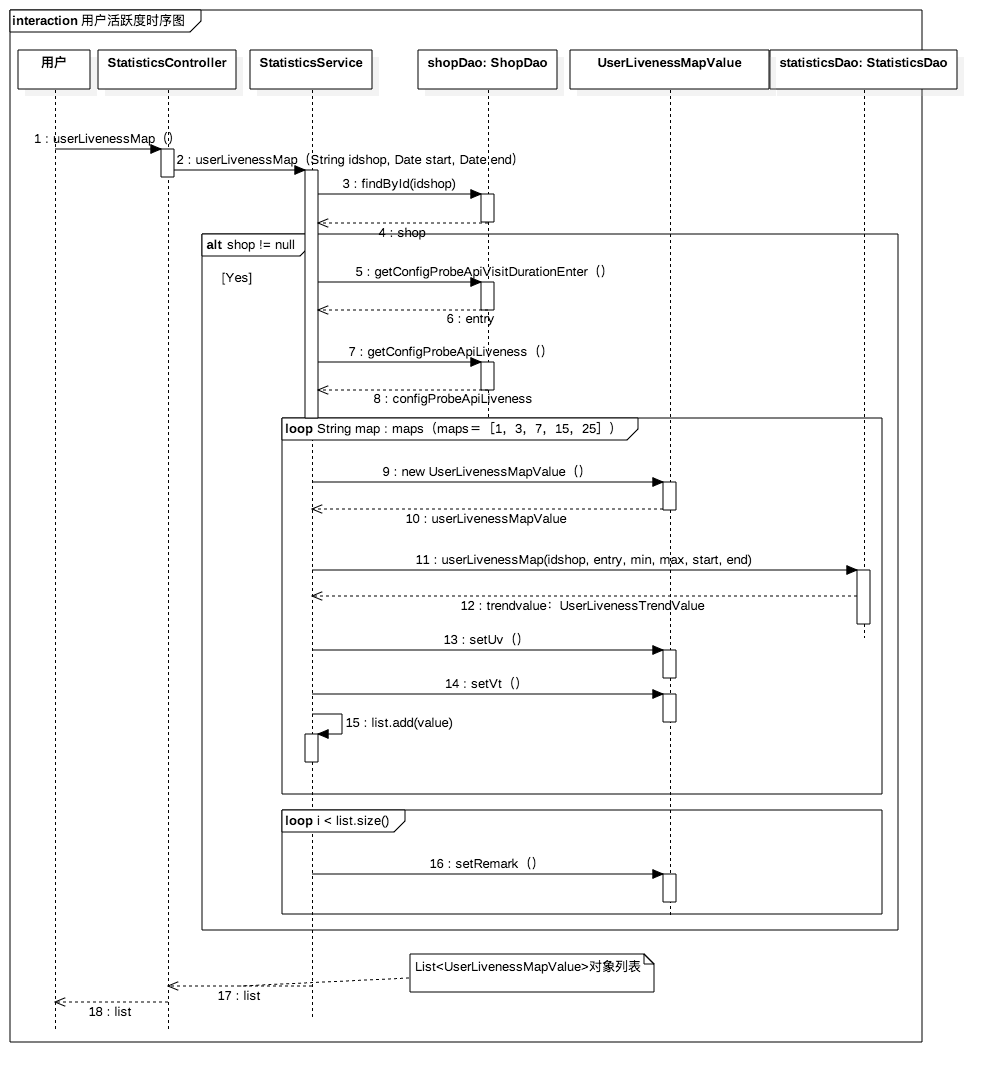 interaction 用户活跃度时序图
用户
StatisticsController
StatisticsService
shopDao: ShopDao
UserLivenessMapValue
statisticsDao: StatisticsDao
1 : userLivenessMap（）
2 : userLivenessMap（String idshop, Date start, Date end）
3 : findById(idshop)
4 : shop
alt shop != null
[Yes]
5 : getConfigProbeApiVisitDurationEnter（）
6 : entry
7 : getConfigProbeApiLiveness（）
8 : configProbeApiLiveness
loop String map : maps（maps＝［1，3，7，15，25］）
9 : new UserLivenessMapValue（）
10 : userLivenessMapValue
11 : userLivenessMap(idshop, entry, min, max, start, end)
12 : trendvalue：UserLivenessTrendValue
13 : setUv（）
14 : setVt（）
15 : list.add(value)
loop i < list.size()
16 : setRemark（）
List<UserLivenessMapValue>对象列表
17 : list
18 : list